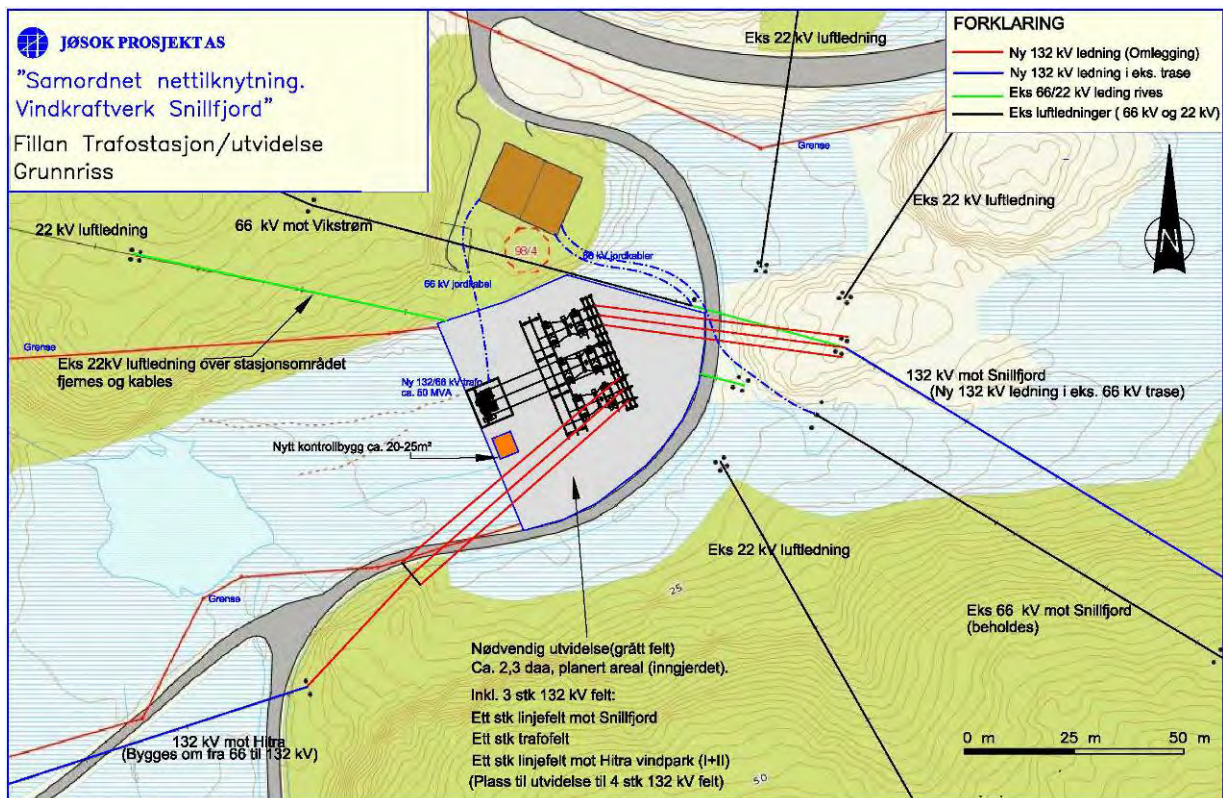 JØSOK PROSJEKT AS
"Samordnet nettilknytning.
Vindkraftverk Snillfjord"
Fillan Trafostasjon/utvidelse
Grunnriss
FORKLARING
Ny 132 kV ledning (Omlegging)
Ny 132 kV ledning i eks. trase
Eks 66/22 kV leding rives
Eks luftledninger ( 66 kV og 22 kV)
Eks 22 kV luftledning
Grense
Eks 22 kV luftledning
N
22 kV luftledning
66 kV mot Vikstrøm
98/4
66 kV jordkabler
66 kV jordkabel
Grense
Eks 22kV luftledning over stasjonsområdet
fjernes og kables
Ny 132/66 kV trafo
ca. 50 MVA
132 kV mot Snillfjord
(Ny 132 kV ledning i eks. 66 kV trase)
Nytt kontrollbygg ca. 20-25m²
Eks 22 kV luftledning
Grense
25
Eks 66 kV mot Snillfjord
(beholdes)
Nødvendig utvidelse(grått felt)
Ca. 2,3 daa, planert areal (inngjerdet).
Inkl. 3 stk 132 kV felt:
Ett stk linjefelt mot Snillfjord
Ett stk trafofelt
Ett stk linjefelt mot Hitra vindpark (I+II)
(Plass til utvidelse til 4 stk 132 kV felt)
132 kV mot Hitra
(Bygges om fra 66 til 132 kV)
50
0 m 25 m 50 m